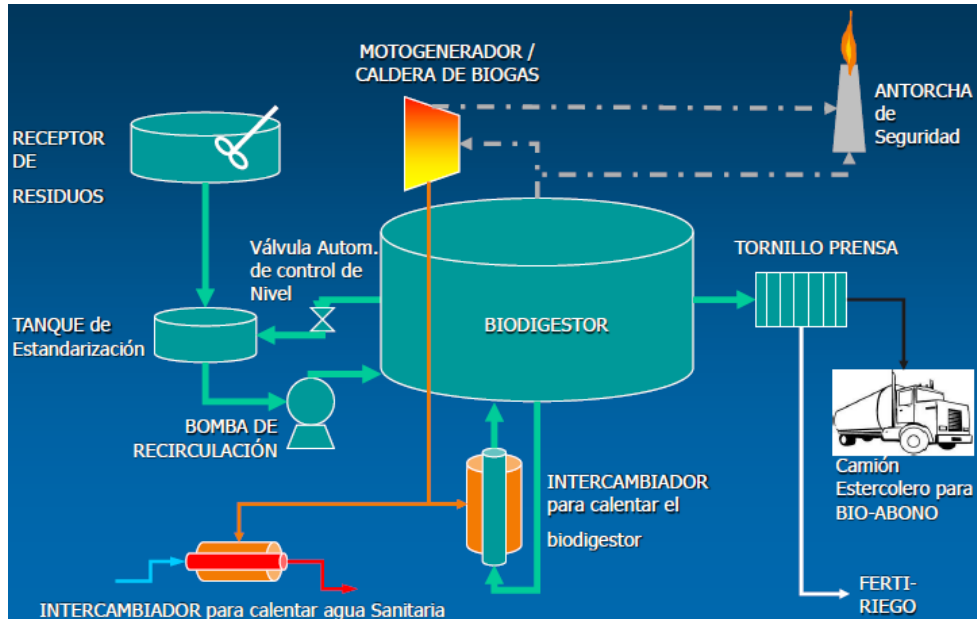 MOTOGENERADOR /
CALDERA DE BIOGAS
ANTORCHA
de
Seguridad
RECEPTOR
DE
RESIDUOS
Válvula Autom.
de control de
Nivel
TORNILLO PRENSA
TANQUE de
Estandarización
BIODIGESTOR
BOMBA DE
RECIRCULACIÓN
INTERCAMBIADOR
para calentar el
biodigestor
Camión
Estercolero para
BIO-ABONO
FERTI-
RIEGO
INTERCAMBIADOR para calentar agua Sanitaria